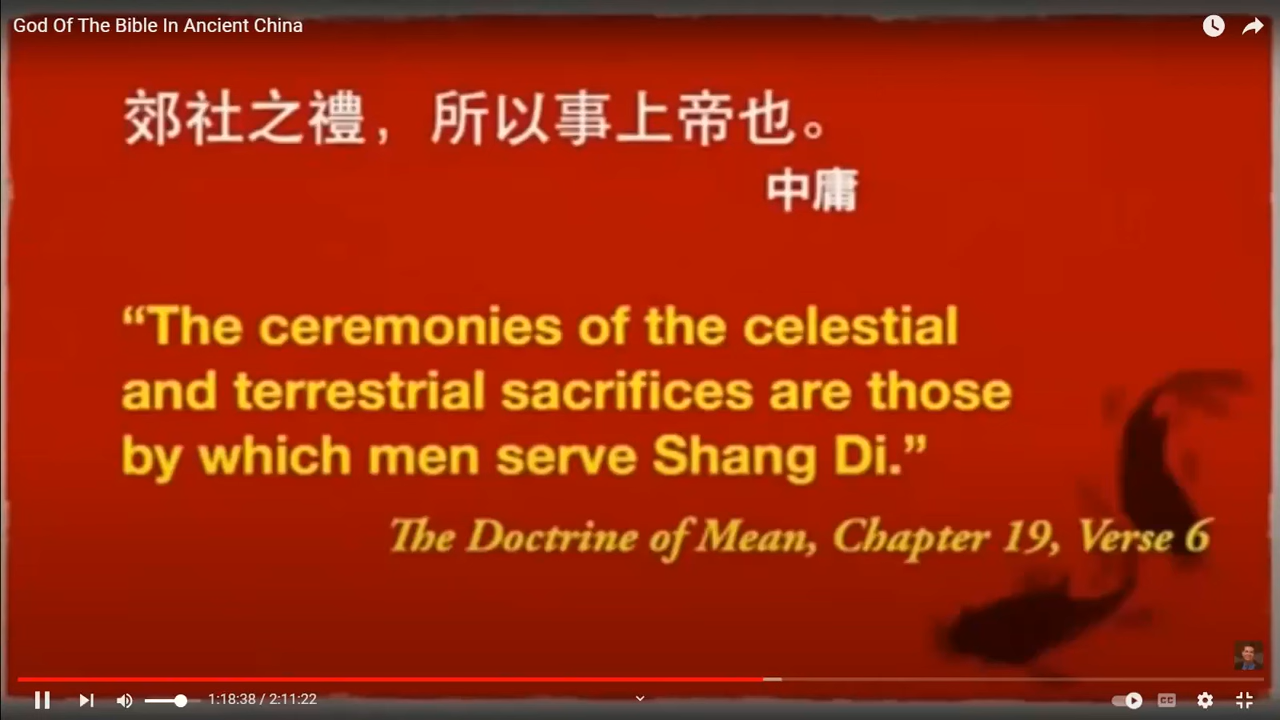 God Of The Bible In Ancient China
郊社之禮，所以事上帝也。
中庸
“The ceremonies of the celestial
and terrestrial sacrifices are those
by which men serve Shang Di.”
The Doctrine of Mean, Chapter 19, Verse 6
1:18:38 / 2:11:22
CC